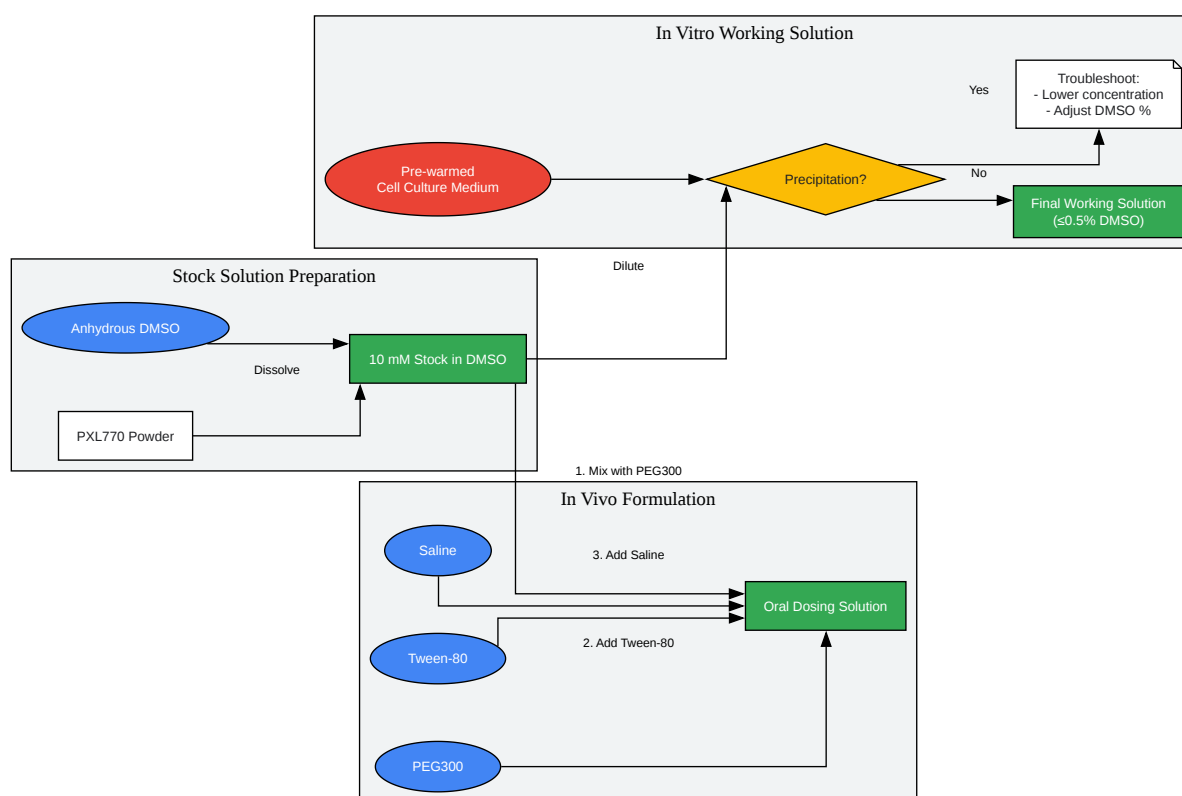 In Vitro Working Solution
Yes
Troubleshoot:
- Lower concentration
- Adjust DMSO %
Pre-warmed
Cell Culture Medium
Precipitation?
No
Final Working Solution
(≤0.5% DMSO)
Dilute
Stock Solution Preparation
Anhydrous DMSO
10 mM Stock in DMSO
Dissolve
PXL770 Powder
1. Mix with PEG300
In Vivo Formulation
Saline
3. Add Saline
Oral Dosing Solution
2. Add Tween-80
Tween-80
PEG300